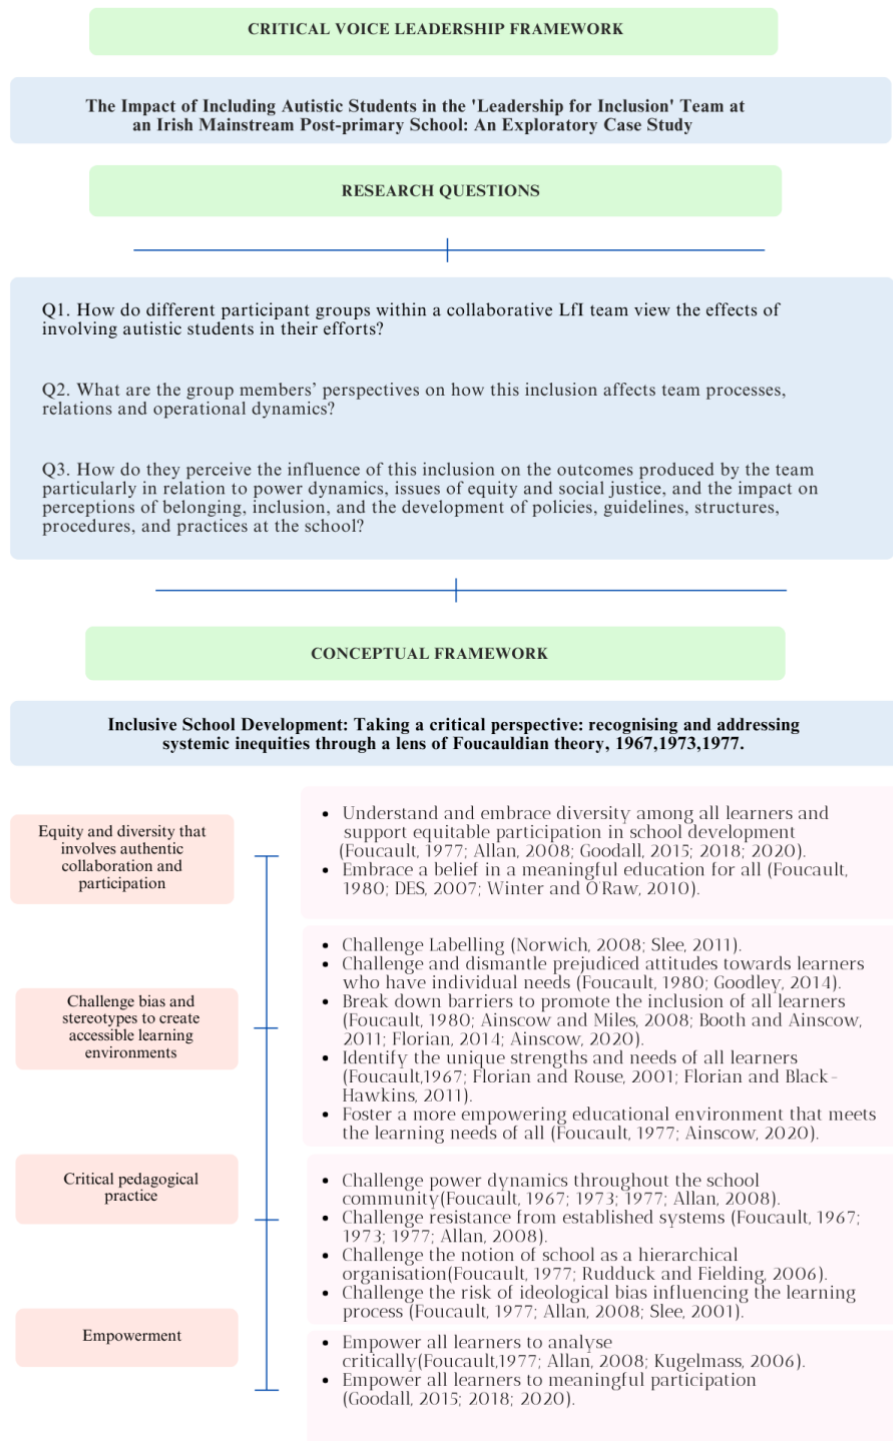 CRITICAL VOICE LEADERSHIP FRAMEWORK
The Impact of Including Autistic Students in the 'Leadership for Inclusion' Team at
an Irish Mainstream Post-primary School: An Exploratory Case Study
RESEARCH QUESTIONS
Q1. How do different participant groups within a collaborative LfI team view the effects of
involving autistic students in their efforts?
Q2. What are the group members’ perspectives on how this inclusion affects team processes,
relations and operational dynamics?
Q3. How do they perceive the influence of this inclusion on the outcomes produced by the team
particularly in relation to power dynamics, issues of equity and social justice, and the impact on
perceptions of belonging, inclusion, and the development of policies, guidelines, structures,
procedures, and practices at the school?
CONCEPTUAL FRAMEWORK
Inclusive School Development: Taking a critical perspective: recognising and addressing
systemic inequities through a lens of Foucauldian theory, 1967,1973,1977.
Equity and diversity that
involves authentic
collaboration and
participation
• Understand and embrace diversity among all learners and
support equitable participation in school development
(Foucault, 1977; Allan, 2008; Goodall, 2015; 2018; 2020).
• Embrace a belief in a meaningful education for all (Foucault,
1980; DES, 2007; Winter and O'Raw, 2010).
Challenge bias and
stereotypes to create
accessible learning
environments
• Challenge Labelling (Norwich, 2008; Slee, 2011).
• Challenge and dismantle prejudiced attitudes towards learners
who have individual needs (Foucault, 1980; Goodley, 2014).
• Break down barriers to promote the inclusion of all learners
(Foucault, 1980; Ainscow and Miles, 2008; Booth and Ainscow,
2011; Florian, 2014; Ainscow, 2020).
• Identify the unique strengths and needs of all learners
(Foucault,1967; Florian and Rouse, 2001; Florian and Black-
Hawkins, 2011).
• Foster a more empowering educational environment that meets
the learning needs of all (Foucault, 1977; Ainscow, 2020).
Critical pedagogical
practice
• Challenge power dynamics throughout the school
community(Foucault, 1967; 1973; 1977; Allan, 2008).
• Challenge resistance from established systems (Foucault, 1967;
1973; 1977; Allan, 2008).
• Challenge the notion of school as a hierarchical
organisation(Foucault, 1977; Rudduck and Fielding, 2006).
• Challenge the risk of ideological bias influencing the learning
process (Foucault, 1977; Allan, 2008; Slee, 2001).
Empowerment
• Empower all learners to analyse
critically(Foucault,1977; Allan, 2008; Kugelmass, 2006).
• Empower all learners to meaningful participation
(Goodall, 2015; 2018; 2020).